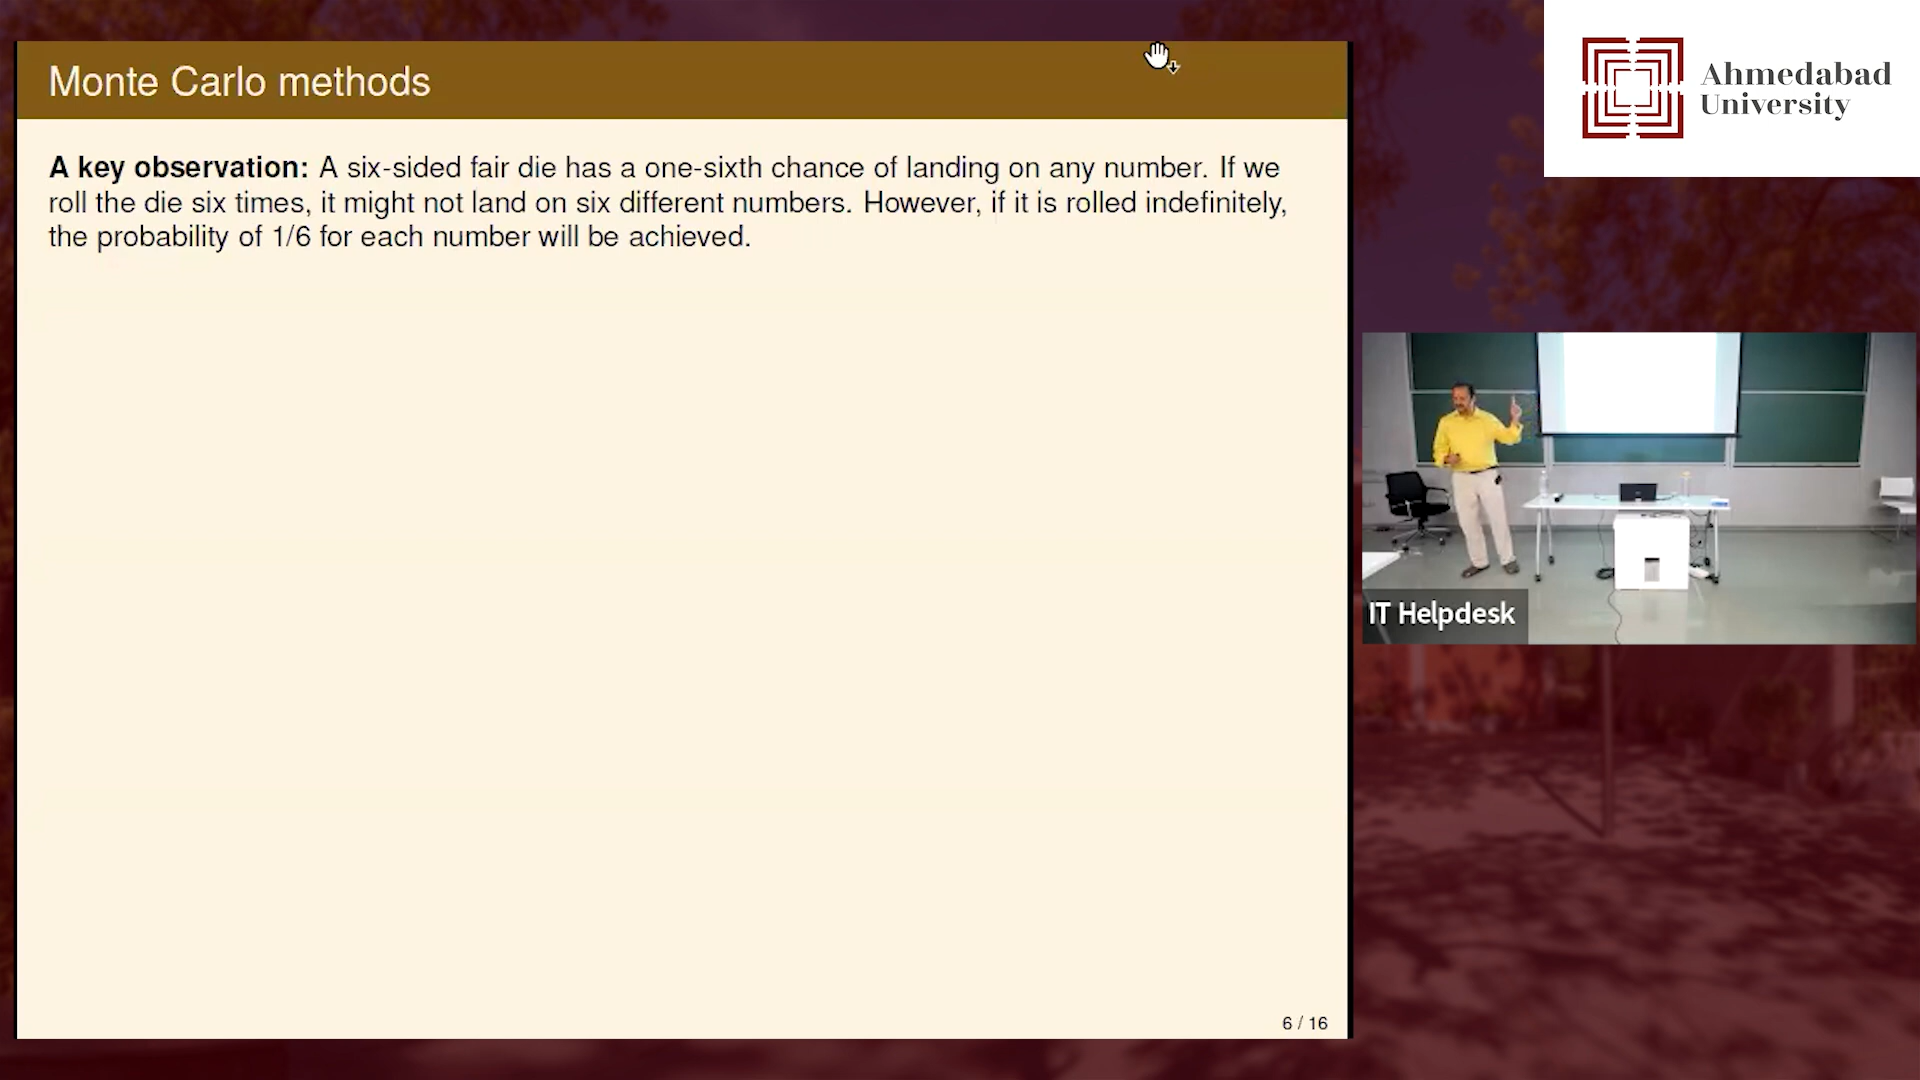 Monte Carlo methods
A key observation: A six-sided fair die has a one-sixth chance of landing on any number. If we
roll the die six times, it might not land on six different numbers. However, if it is rolled indefinitely,
the probability of 1/6 for each number will be achieved.
6 / 16
Ahmedabad
University
IT Helpdesk